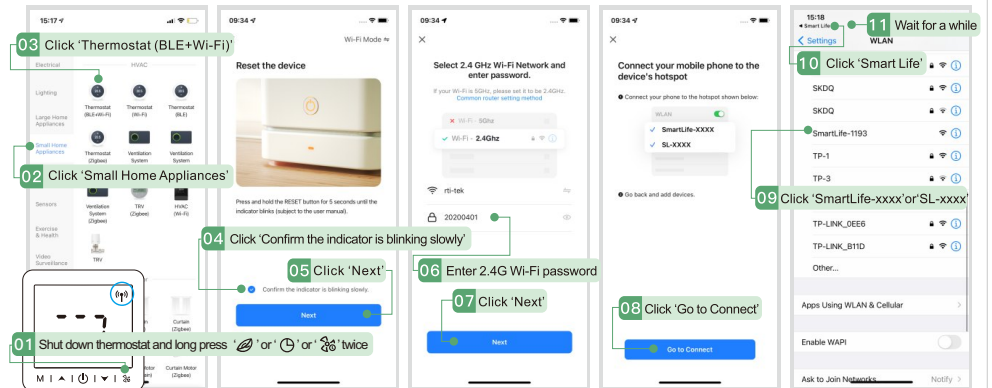 15:17
03 Click 'Thermostat (BLE+Wi-Fi)'
Electrical
HVAC
Lighting
Thermostat
(BLE+Wi-Fi)
Thermostat
(Wi-Fi)
Thermostat
(BLE)
Large Home
Appliances
Small Home
Appliances
Thermostat
(Zigbee)
Ventilation
System
Ventilation
System
02 Click 'Small Home Appliances'
Sensors
Ventilation
System
(Zigbee)
TRV
(Zigbee)
HVAC
(Wi-Fi)
Exercise
& Health
TRV
Video
Surveillance
Curtain
(Zigbee)
01 Shut down thermostat and long press ' ' or ' ' or ' ' twice
Curtain Motor
(Zigbee)
M
09:34
Wi-Fi Mode
Reset the device
Press and hold the RESET button for 5 seconds until the
indicator blinks (subject to the user manual).
04 Click 'Confirm the indicator is blinking slowly'
05 Click 'Next'
Confirm the indicator is blinking slowly.
Next
09:34
Select 2.4 GHz Wi-Fi Network and
enter password.
If your Wi-Fi is 5GHz, please set it to be 2.4GHz.
Common router setting method
Wi-Fi - 5Ghz
Wi-Fi - 2.4Ghz
rti-tek
20200401
06 Enter 2.4G Wi-Fi password
07 Click 'Next'
Next
09:34
Connect your mobile phone to the
device's hotspot
Connect your phone to the hotspot shown below:
WLAN
SmartLife-XXXX
SL-XXXX
Go back and add devices.
08 Click 'Go to Connect'
Go to Connect
15:18
Smart Life
11 Wait for a while
Settings
WLAN
10 Click 'Smart Life'
SKDQ
SKDQ
SmartLife-1193
TP-1
TP-3
09 Click 'SmartLife-xxxx'or'SL-xxxx'
TP-LINK_0EE6
TP-LINK_B11D
Other...
Apps Using WLAN & Cellular
Enable WAPI
Ask to Join Networks
Notify